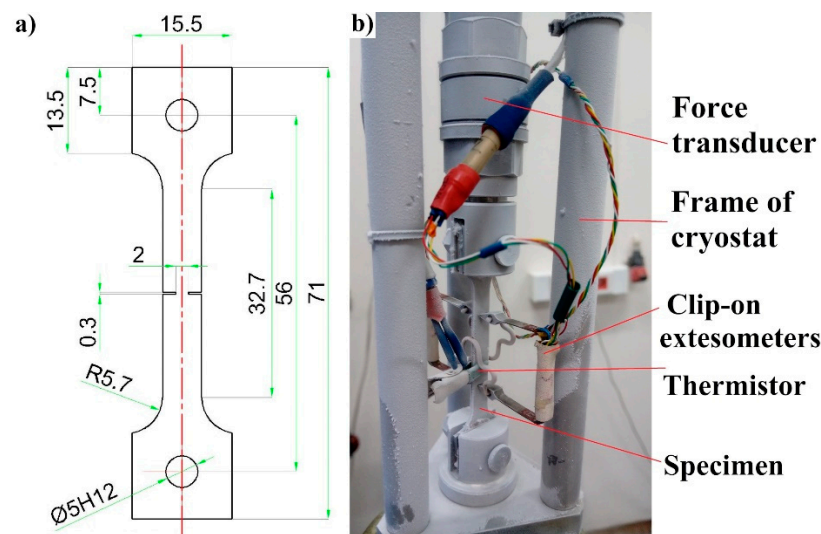 a)
15.5
13.5
7.5
2
0.3
32.7
56
71
R5.7
Ø5H12
b)
Force
transducer
Frame of
cryostat
Clip-on
extesometers
Thermistor
Specimen